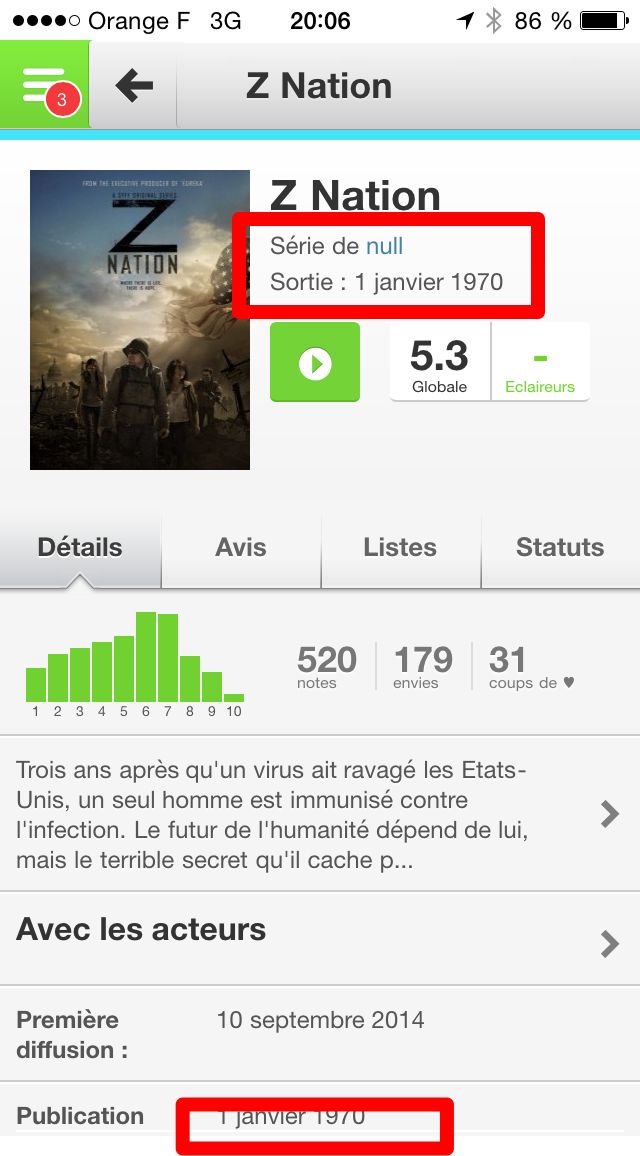 Orange F 3G 20:06 86 %
3
Z Nation
FROM THE EXECUTIVE PRODUCER OF 'EUREKA'
A SYFY ORIGINAL SERIES
Z
NATION
WHERE THERE IS LIFE,
THERE IS HOPE.
Z Nation
Série de null
Sortie : 1 janvier 1970
5.3
Globale
-
Eclaireurs
Détails Avis Listes Statuts
1 2 3 4 5 6 7 8 9 10
520
notes
179
envies
31
coups de ♥
Trois ans après qu'un virus ait ravagé les Etats-
Unis, un seul homme est immunisé contre
l'infection. Le futur de l'humanité dépend de lui,
mais le terrible secret qu'il cache p...
Avec les acteurs
Première
diffusion :
10 septembre 2014
Publication 1 janvier 1970